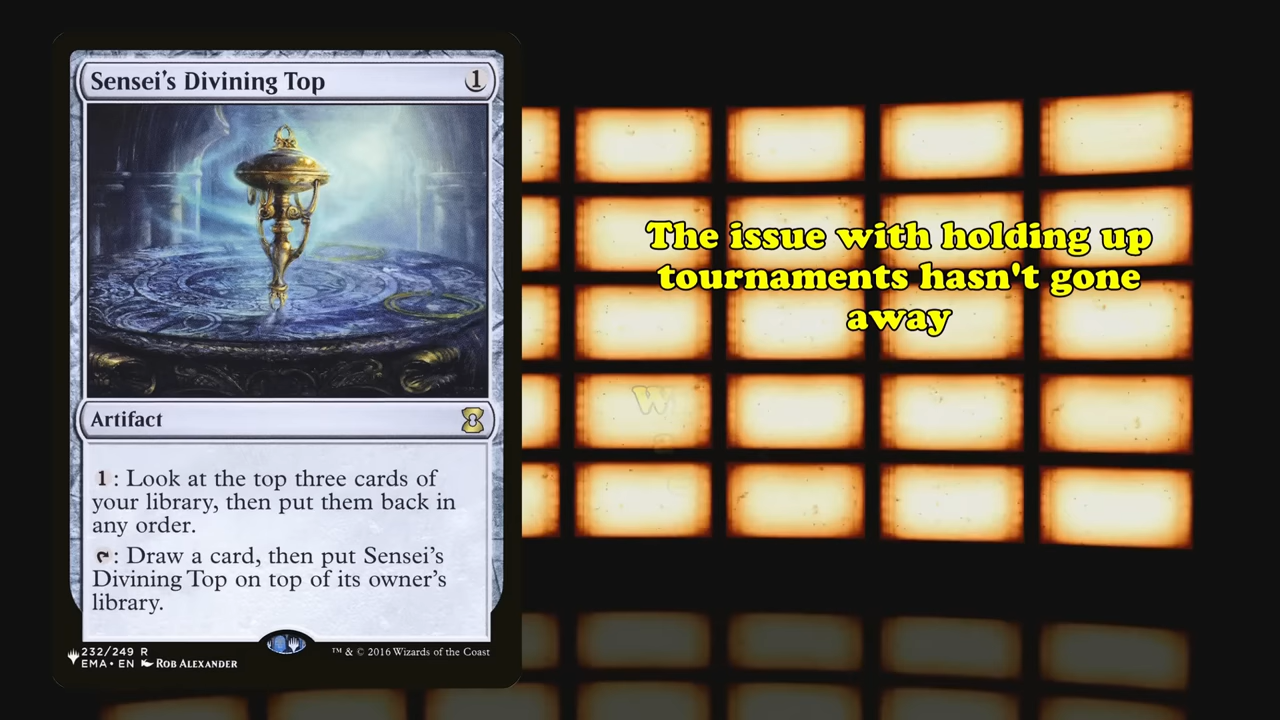 Sensei's Divining Top 1
The issue with holding up
tournaments hasn't gone
away
Artifact
1: Look at the top three cards of
your library, then put them back in
any order.
: Draw a card, then put Sensei's
Divining Top on top of its owner's
library.
232/249 R
EMA • EN Rob Alexander
™ & © 2016 Wizards of the Coast